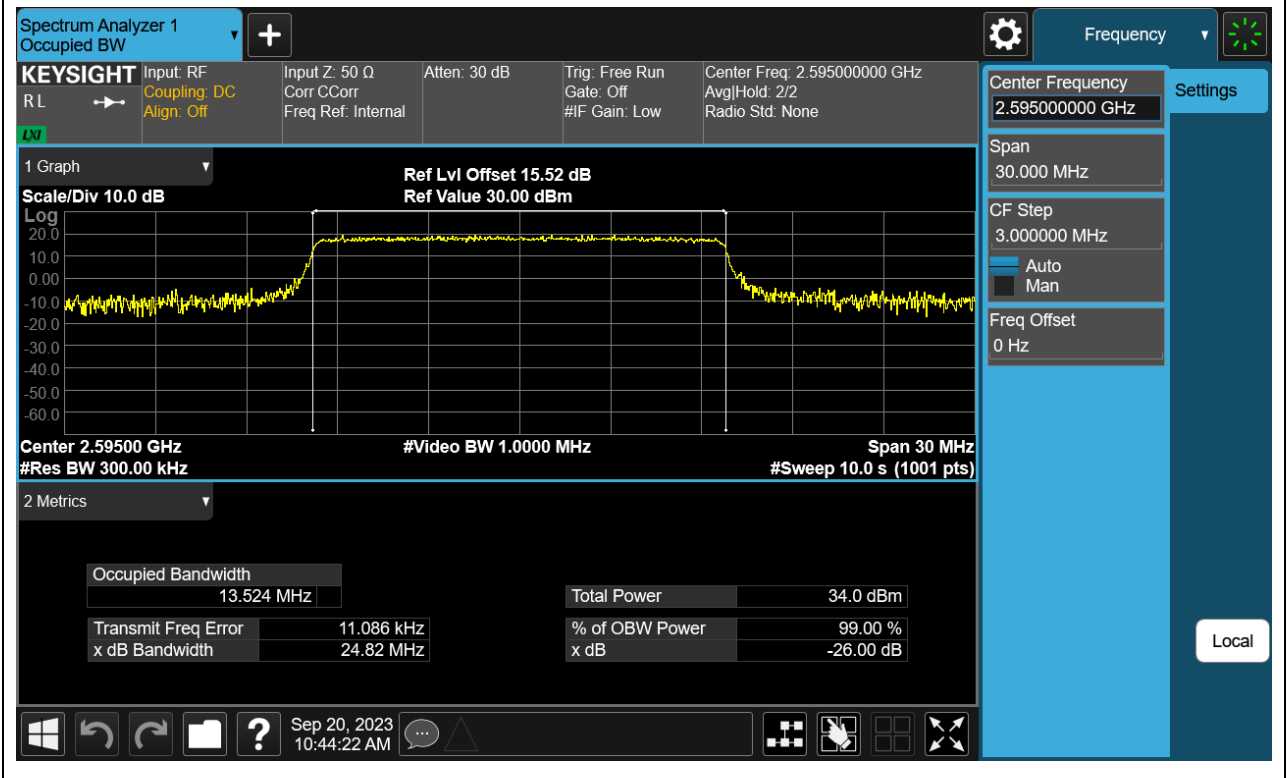 Spectrum Analyzer 1
Occupied BW
+
Frequency
KEYSIGHT
R L
LXI
Input: RF
Coupling: DC
Align: Off
Input Z: 50 Ω
Corr CCorr
Freq Ref: Internal
Atten: 30 dB
Trig: Free Run
Gate: Off
#IF Gain: Low
Center Freq: 2.595000000 GHz
Avg|Hold: 2/2
Radio Std: None
Center Frequency
2.595000000 GHz
Settings
Span
30.000 MHz
CF Step
3.000000 MHz
Auto
Man
Freq Offset
0 Hz
Local
1 Graph
Scale/Div 10.0 dB
Ref Lvl Offset 15.52 dB
Ref Value 30.00 dBm
Log
20.0
10.0
0.00
-10.0
-20.0
-30.0
-40.0
-50.0
-60.0
Center 2.59500 GHz
#Video BW 1.0000 MHz
Span 30 MHz
#Res BW 300.00 kHz
#Sweep 10.0 s (1001 pts)
2 Metrics
Occupied Bandwidth
13.524 MHz
Total Power 34.0 dBm
Transmit Freq Error 11.086 kHz
% of OBW Power 99.00 %
x dB Bandwidth 24.82 MHz
x dB -26.00 dB
?
Sep 20, 2023
10:44:22 AM